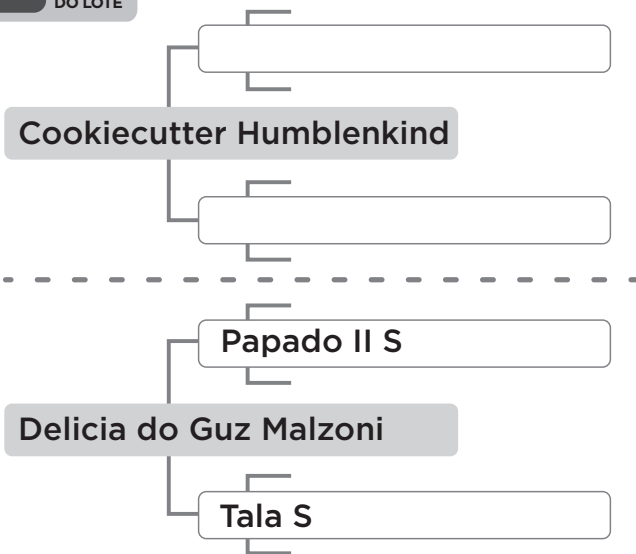 DO LOTE
Cookiecutter Humblenkind
Papado II S
Delicia do Guz Malzoni
Tala S